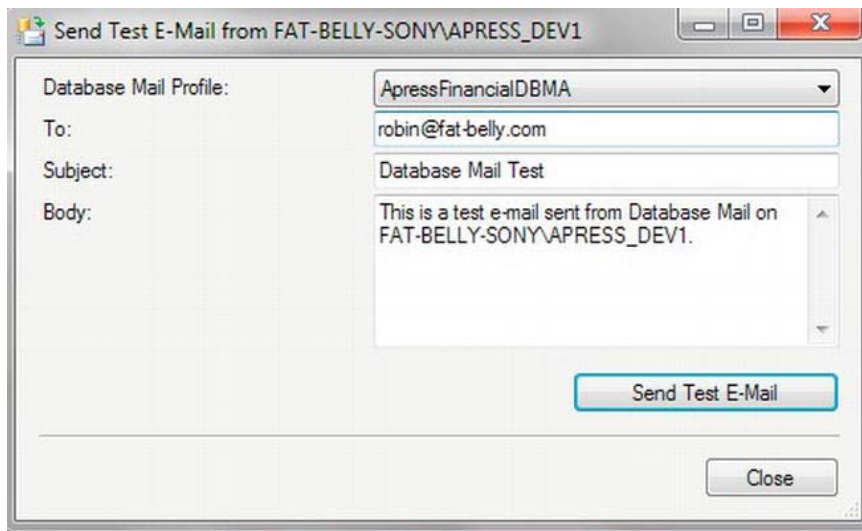 Send Test E-Mail from FAT-BELLY-SONY\APRESS_DEV1
Database Mail Profile: ApressFinancialDBMA
To: robin@fat-belly.com
Subject: Database Mail Test
Body: This is a test e-mail sent from Database Mail on
FAT-BELLY-SONY\APRESS_DEV1.
Send Test E-Mail
Close